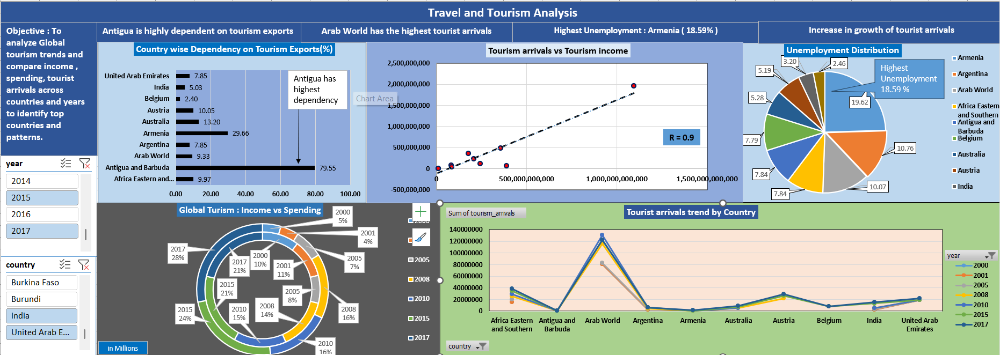 Travel and Tourism Analysis
Objective : To
analyze Global
tourism trends and
compare income ,
spending, tourist
arrivals across
countries and years
to identify top
countries and
patterns.
Antigua is highly dependent on tourism exports
Arab World has the highest tourist arrivals
Highest Unemployment : Armenia ( 18.59% )
Increase in growth of tourist arrivals
Country wise Dependency on Tourism Exports(%)
United Arab Emirates 7.85
India 5.03
Belgium 2.40
Austria 10.05
Australia 13.20
Armenia 29.66
Argentina 7.85
Arab World 9.33
Antigua and Barbuda 79.55
Africa Eastern and... 9.97
0.00 20.00 40.00 60.00 80.00 100.00
Antigua has
highest
dependency
Chart Area
Tourism arrivals vs Tourism income
2,500,000,000
2,000,000,000
1,500,000,000
1,000,000,000
500,000,000
0
-500,000,000
0 500,000,000,000 1,000,000,000,000 1,500,000,000,000
R = 0.9
Unemployment Distribution
Highest
Unemployment
18.59 %
19.62
10.76
10.07
7.84
7.84
7.79
5.28
5.19
3.20
2.46
Armenia
Argentina
Arab World
Africa Eastern
and Southern
Antigua and
Barbuda
Belgium
Australia
Austria
India
year
2014
2015
2016
2017
country
Burkina Faso
Burundi
India
United Arab E...
Global Turism : Income vs Spending
2000
5%
2001
4%
2005
7%
2008
16%
2010
16%
2015
24%
2017
28%
2000
10%
2001
11%
2005
8%
2008
14%
2010
15%
2015
21%
2017
21%
2000
2005
2008
2010
2015
2017
in Millions
Sum of tourism_arrivals
Tourist arrivals trend by Country
140000000
120000000
100000000
80000000
60000000
40000000
20000000
0
Africa Eastern
and Southern
Antigua and
Barbuda
Arab World
Argentina
Armenia
Australia
Austria
Belgium
India
United Arab
Emirates
year
2000
2001
2005
2008
2010
2015
2017
country